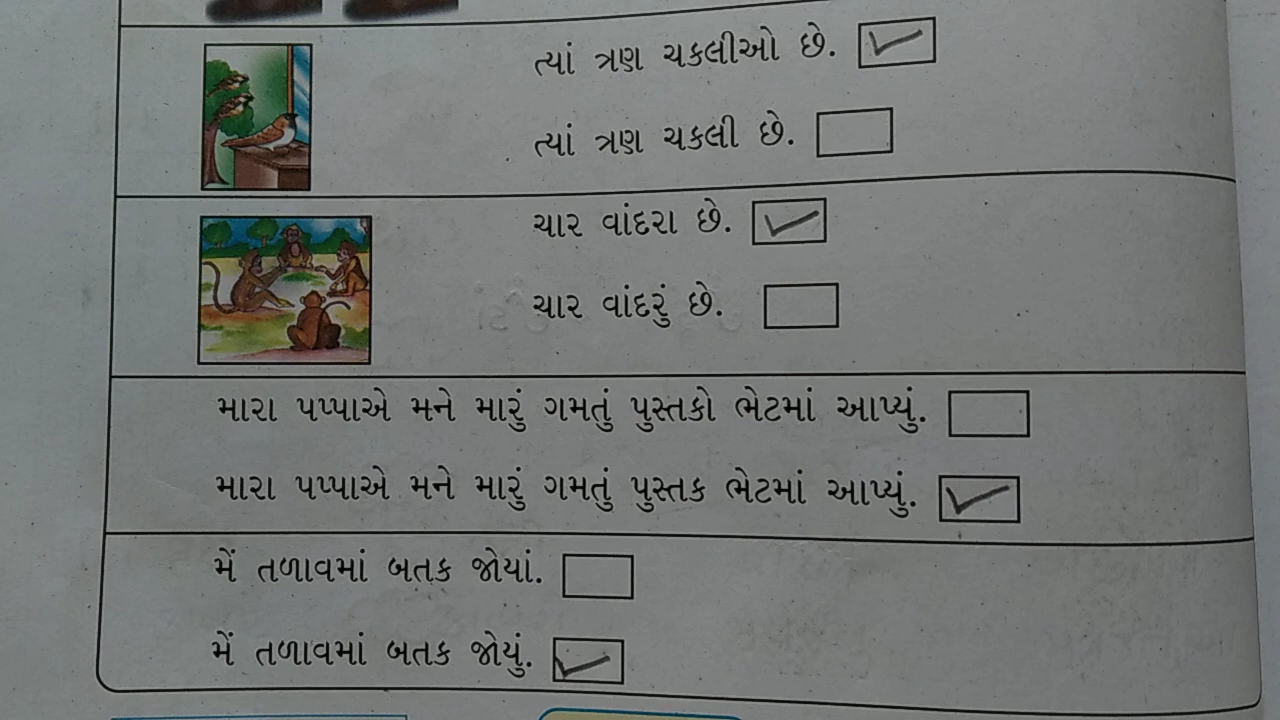 ત્યાં ત્રણ ચકલીઓ છે.
ત્યાં ત્રણ ચકલી છે.
ચાર વાંદરા છે.
ચાર વાંદરું છે.
મારા પપ્પાએ મને મારું ગમતું પુસ્તકો ભેટમાં આપ્યું.
મારા પપ્પાએ મને મારું ગમતું પુસ્તક ભેટમાં આપ્યું.
મેં તળાવમાં બતક જોયાં.
મેં તળાવમાં બતક જોયું.